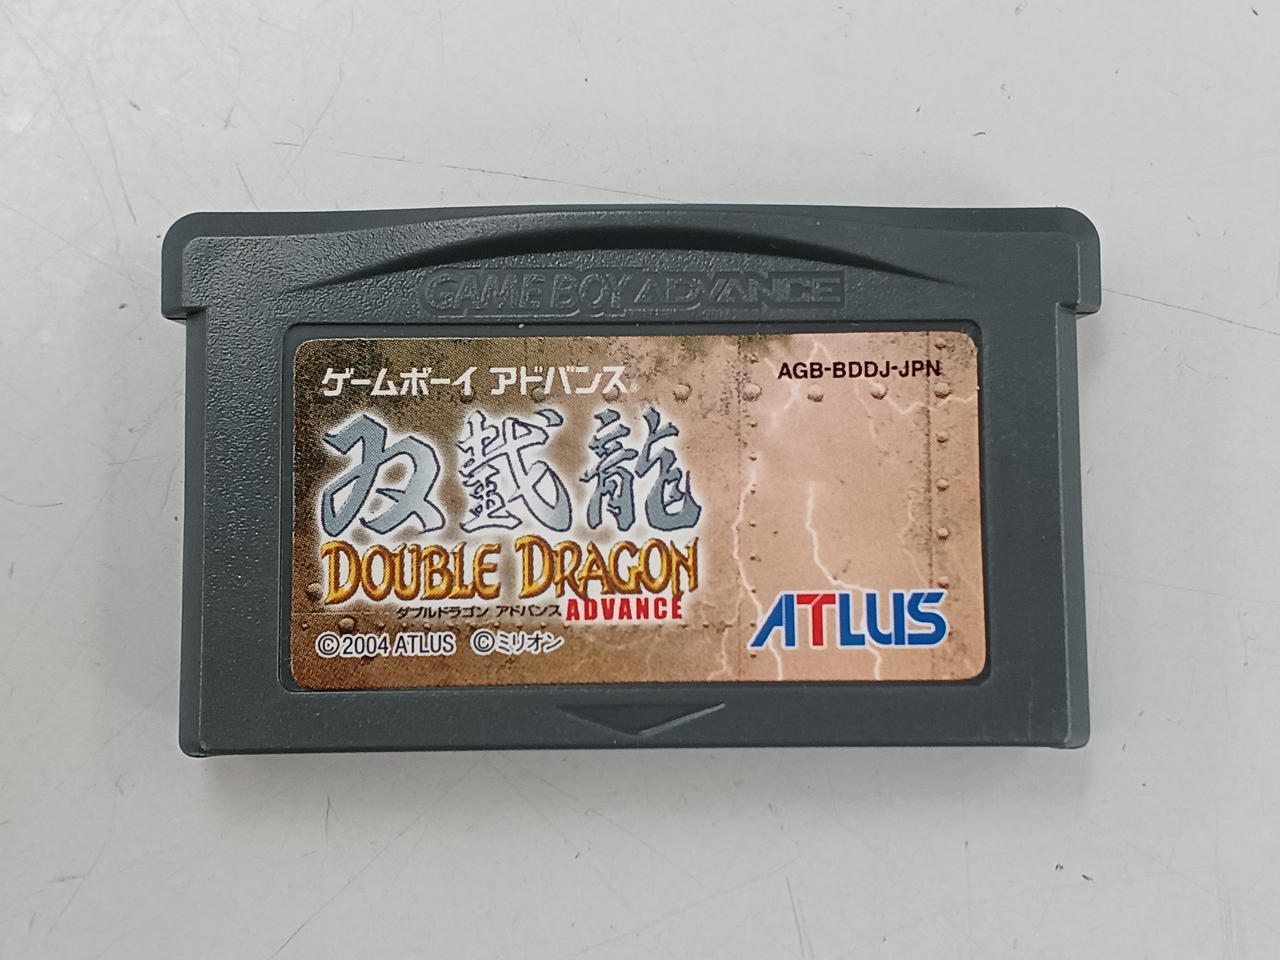 GAME BOY ADVANCE
ゲームボーイ アドバンス
AGB-BDDJ-JPN
双截龍
DOUBLE DRAGON
ダブルドラゴン アドバンス ADVANCE
©2004 ATLUS ©ミリオン
ATLUS